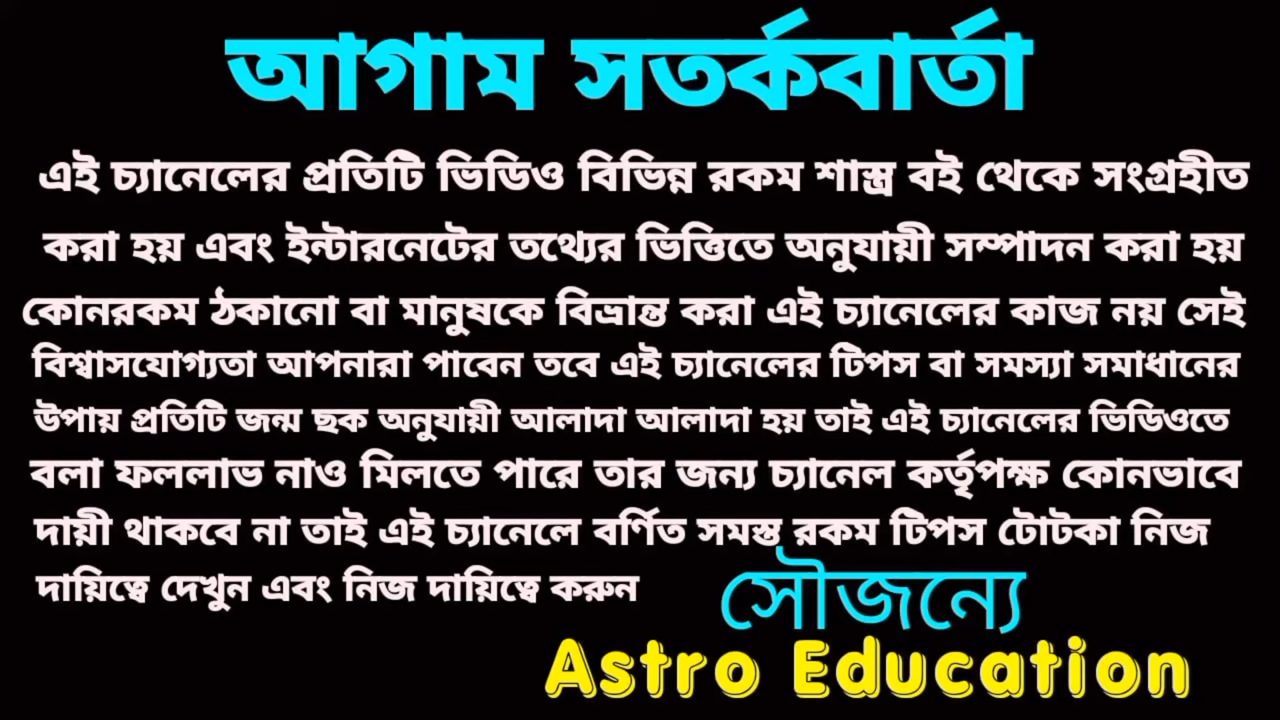 আগাম সতর্কবার্তা
এই চ্যানেলের প্রতিটি ভিডিও বিভিন্ন রকম শাস্ত্র বই থেকে সংগ্রহীত
করা হয় এবং ইন্টারনেটের তথ্যের ভিত্তিতে অনুযায়ী সম্পাদন করা হয়
কোনরকম ঠকানো বা মানুষকে বিভ্রান্ত করা এই চ্যানেলের কাজ নয় সেই
বিশ্বাসযোগ্যতা আপনারা পাবেন তবে এই চ্যানেলের টিপস বা সমস্যা সমাধানের
উপায় প্রতিটি জন্ম ছক অনুযায়ী আলাদা আলাদা হয় তাই এই চ্যানেলের ভিডিওতে
বলা ফললাভ নাও মিলতে পারে তার জন্য চ্যানেল কর্তৃপক্ষ কোনভাবে
দায়ী থাকবে না তাই এই চ্যানেলে বর্ণিত সমস্ত রকম টিপস টোটকা নিজ
দায়িত্বে দেখুন এবং নিজ দায়িত্বে করুন
সৌজন্যে
Astro Education